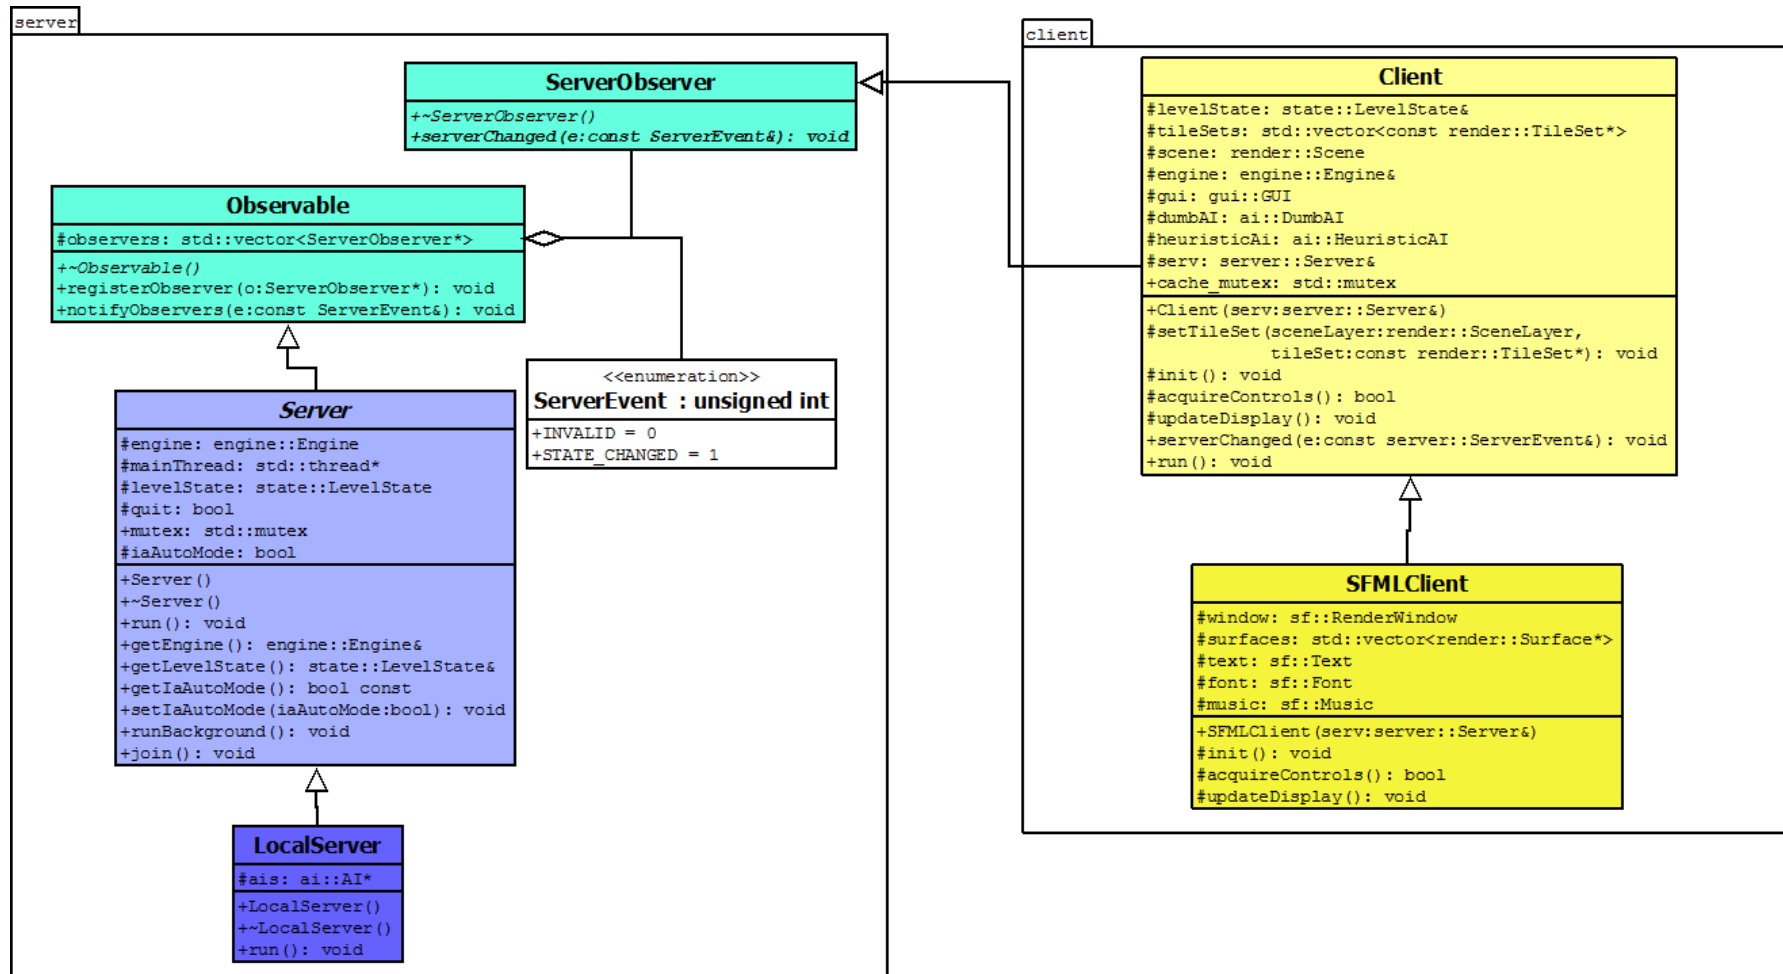 server
ServerObserver
+~ServerObserver()
+serverChanged(e:const ServerEvent&): void
Observable
#observers: std::vector<ServerObserver*>
+~Observable()
+registerObserver(o:ServerObserver*): void
+notifyObservers(e:const ServerEvent&): void
<<enumeration>>
ServerEvent : unsigned int
+INVALID = 0
+STATE_CHANGED = 1
Server
#engine: engine::Engine
#mainThread: std::thread*
#levelState: state::LevelState
#quit: bool
+mutex: std::mutex
#iaAutoMode: bool
+Server()
+~Server()
+run(): void
+getEngine(): engine::Engine&
+getLevelState(): state::LevelState&
+getIaAutoMode(): bool const
+setIaAutoMode(iaAutoMode:bool): void
+runBackground(): void
+join(): void
LocalServer
#ais: ai::AI*
+LocalServer()
+~LocalServer()
+run(): void
client
Client
#levelState: state::LevelState&
#tileSets: std::vector<const render::TileSet*>
#scene: render::Scene
#engine: engine::Engine&
#gui: gui::GUI
#dumbAI: ai::DumbAI
#heuristicAi: ai::HeuristicAI
#serv: server::Server&
+cache_mutex: std::mutex
+Client(serv:server::Server&)
#setTileSet(sceneLayer:render::SceneLayer,
tileSet:const render::TileSet*): void
#init(): void
#acquireControls(): bool
#updateDisplay(): void
+serverChanged(e:const server::ServerEvent&): void
+run(): void
SFMLClient
#window: sf::RenderWindow
#surfaces: std::vector<render::Surface*>
#text: sf::Text
#font: sf::Font
#music: sf::Music
+SFMLClient(serv:server::Server&)
#init(): void
#acquireControls(): bool
#updateDisplay(): void